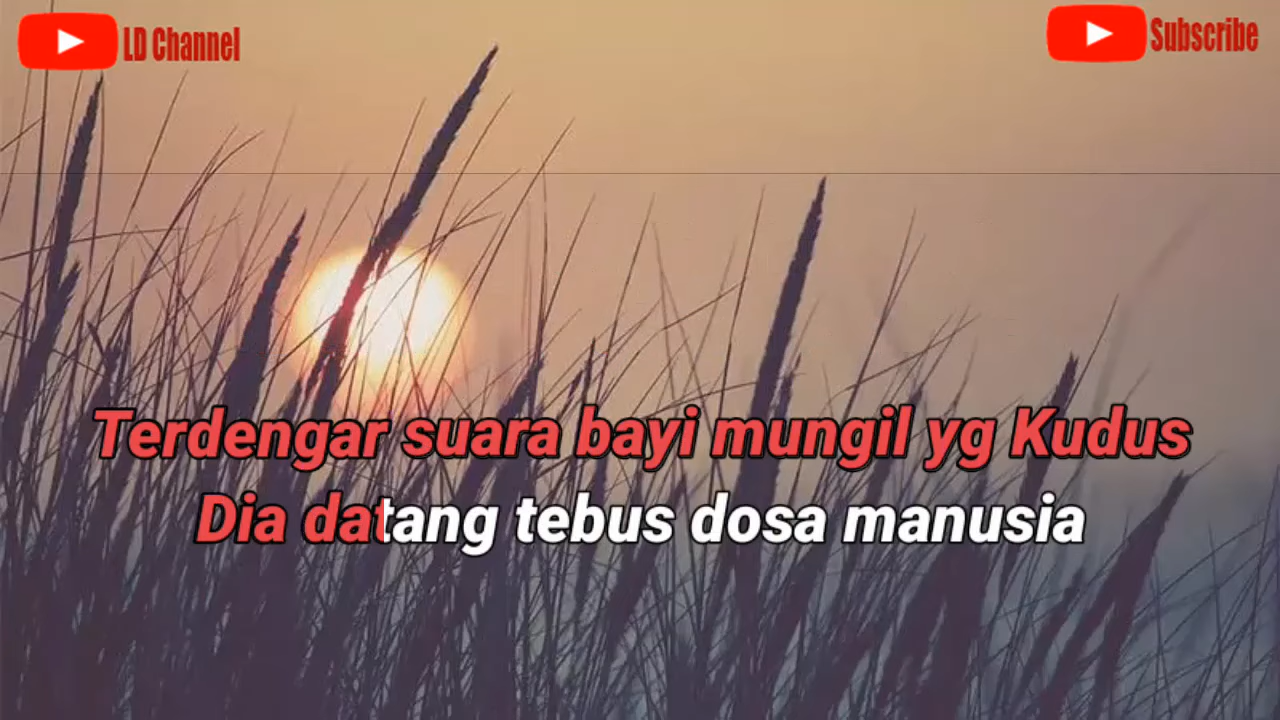 LD Channel
Subscribe
Terdengar suara bayi mungil yg Kudus
Dia datang tebus dosa manusia